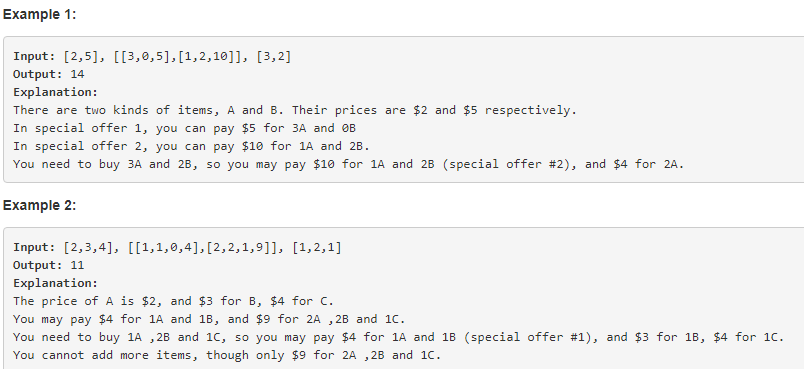 Example 1:
Input: [2,5], [[3,0,5],[1,2,10]], [3,2]
Output: 14
Explanation:
There are two kinds of items, A and B. Their prices are $2 and $5 respectively.
In special offer 1, you can pay $5 for 3A and 0B
In special offer 2, you can pay $10 for 1A and 2B.
You need to buy 3A and 2B, so you may pay $10 for 1A and 2B (special offer #2), and $4 for 2A.
Example 2:
Input: [2,3,4], [[1,1,0,4],[2,2,1,9]], [1,2,1]
Output: 11
Explanation:
The price of A is $2, and $3 for B, $4 for C.
You may pay $4 for 1A and 1B, and $9 for 2A ,2B and 1C.
You need to buy 1A ,2B and 1C, so you may pay $4 for 1A and 1B (special offer #1), and $3 for 1B, $4 for 1C.
You cannot add more items, though only $9 for 2A ,2B and 1C.